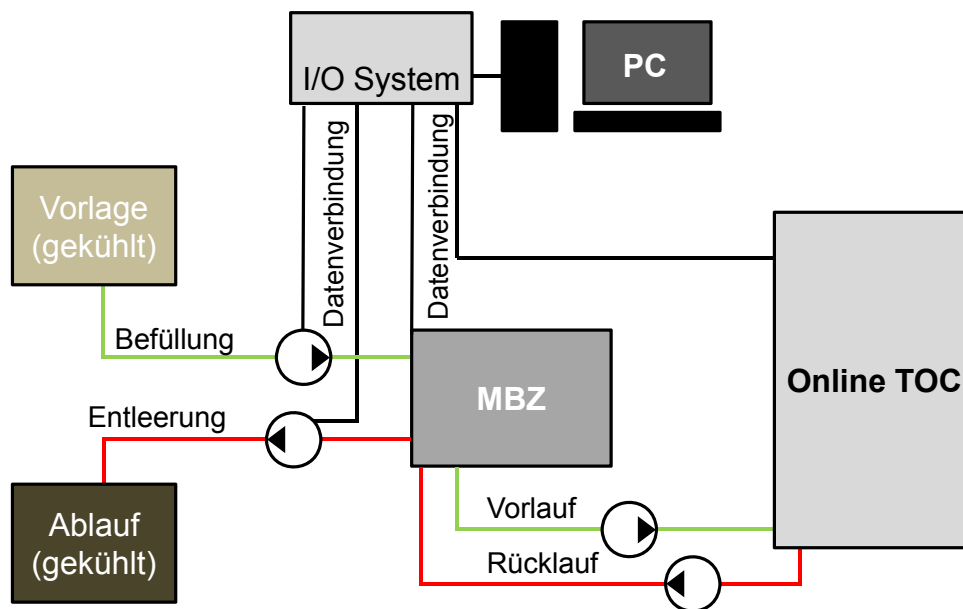 I/O System
PC
Datenverbindung
Datenverbindung
Vorlage
(gekühlt)
Befüllung
MBZ
Online TOC
Entleerung
Ablauf
(gekühlt)
Vorlauf
Rücklauf